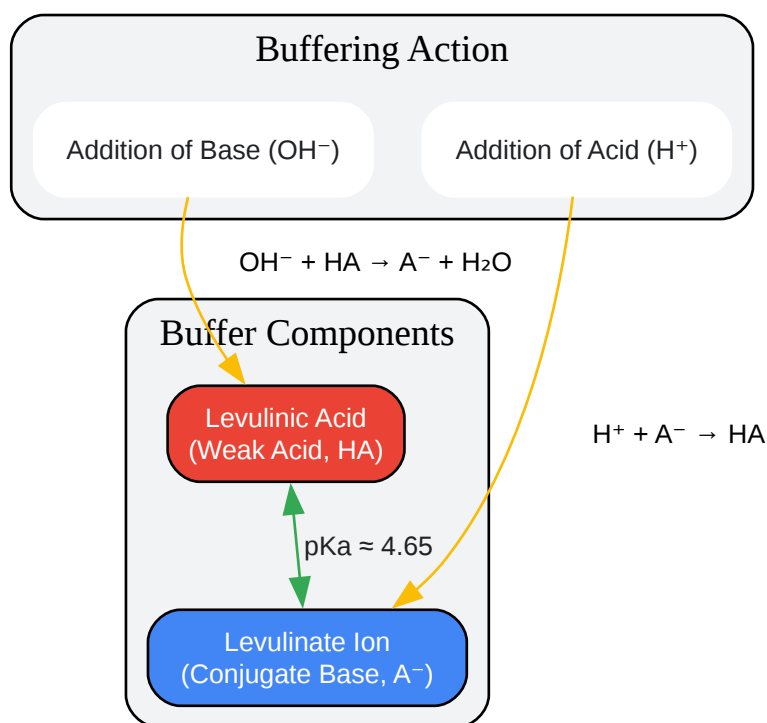 Buffering Action
Addition of Base (OH⁻)
Addition of Acid (H⁺)
OH⁻ + HA → A⁻ + H₂O
Buffer Components
Levulinic Acid
(Weak Acid, HA)
H⁺ + A⁻ → HA
pKa ≈ 4.65
Levulinate Ion
(Conjugate Base, A⁻)